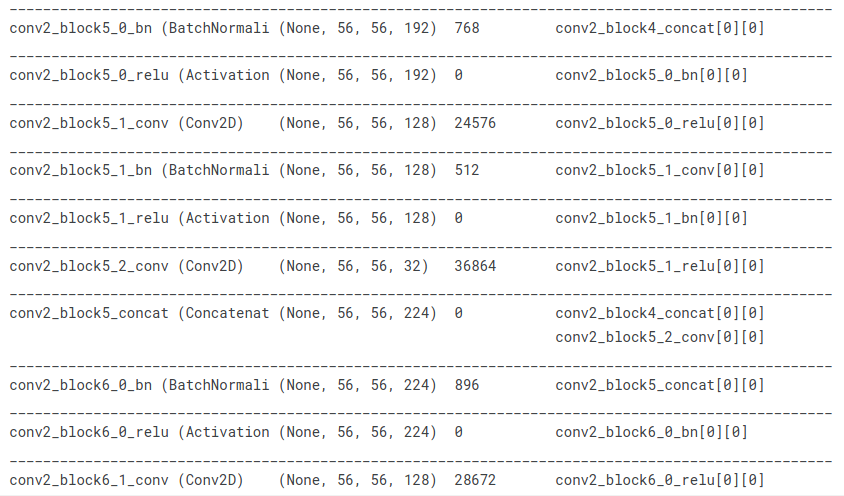 conv2_block5_0_bn (BatchNormali (None, 56, 56, 192) 768 conv2_block4_concat[0][0]
conv2_block5_0_relu (Activation (None, 56, 56, 192) 0 conv2_block5_0_bn[0][0]
conv2_block5_1_conv (Conv2D) (None, 56, 56, 128) 24576 conv2_block5_0_relu[0][0]
conv2_block5_1_bn (BatchNormali (None, 56, 56, 128) 512 conv2_block5_1_conv[0][0]
conv2_block5_1_relu (Activation (None, 56, 56, 128) 0 conv2_block5_1_bn[0][0]
conv2_block5_2_conv (Conv2D) (None, 56, 56, 32) 36864 conv2_block5_1_relu[0][0]
conv2_block5_concat (Concatenat (None, 56, 56, 224) 0 conv2_block4_concat[0][0]
conv2_block5_2_conv[0][0]
conv2_block6_0_bn (BatchNormali (None, 56, 56, 224) 896 conv2_block5_concat[0][0]
conv2_block6_0_relu (Activation (None, 56, 56, 224) 0 conv2_block6_0_bn[0][0]
conv2_block6_1_conv (Conv2D) (None, 56, 56, 128) 28672 conv2_block6_0_relu[0][0]